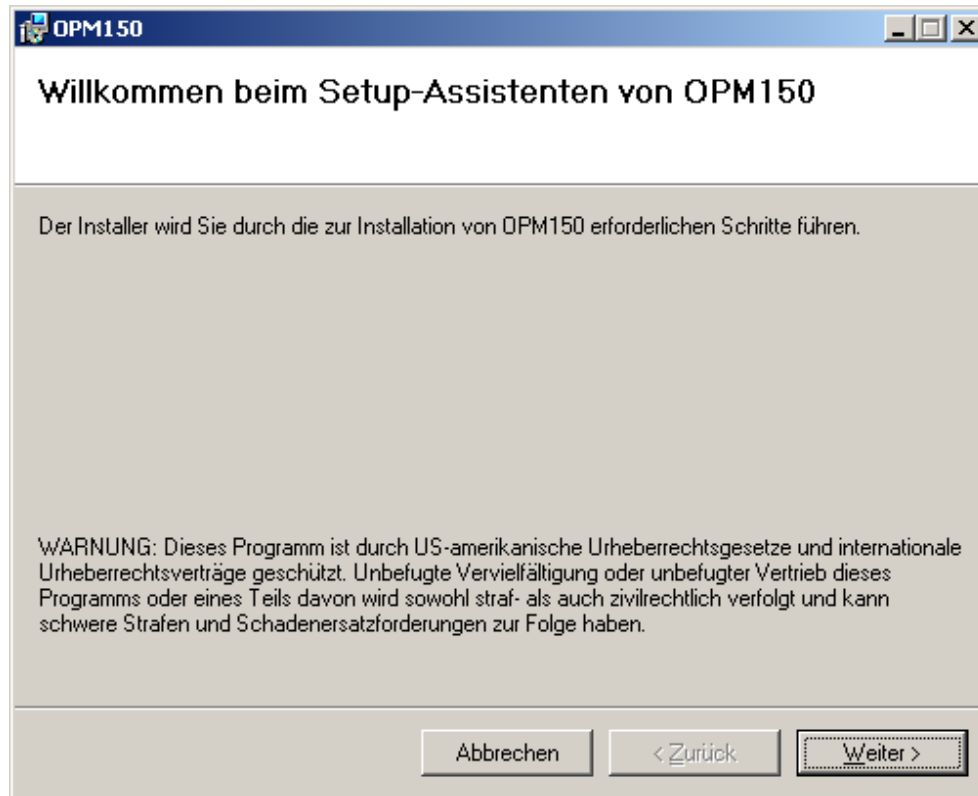 OPM150
Willkommen beim Setup-Assistenten von OPM150
Der Installer wird Sie durch die zur Installation von OPM150 erforderlichen Schritte führen.
WARNUNG: Dieses Programm ist durch US-amerikanische Urheberrechtsgesetze und internationale
Urheberrechtsverträge geschützt. Unbefugte Vervielfältigung oder unbefugter Vertrieb dieses
Programms oder eines Teils davon wird sowohl straf- als auch zivilrechtlich verfolgt und kann
schwere Strafen und Schadenersatzforderungen zur Folge haben.
Abbrechen
< Zurück
Weiter >